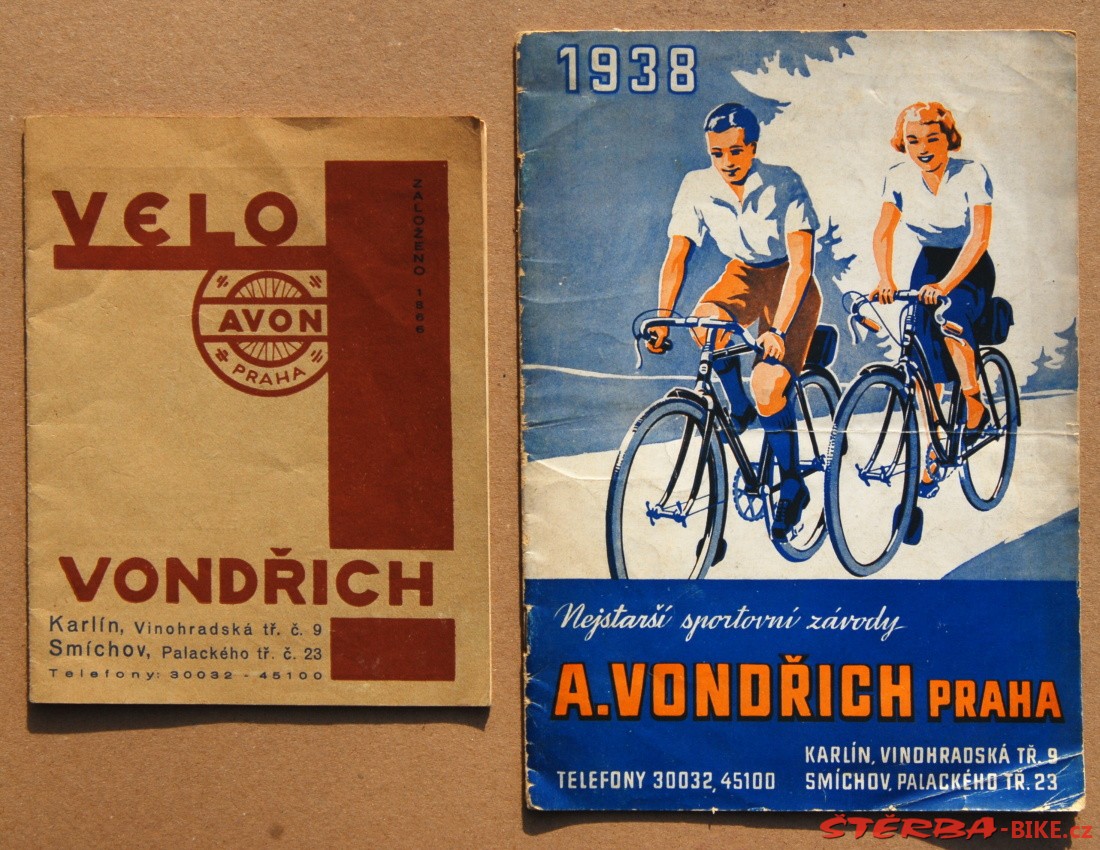 VELO
ZALOŽENO 1866
AVON
PRAHA
VONDŘICH
Karlín, Vinohradská tř. č. 9
Smíchov, Palackého tř. č. 23
Telefony: 30032 - 45100
1938
Nejstarší sportovní závody
A.VONDŘICH PRAHA
KARLÍN, VINOHRADSKÁ TŘ. 9
TELEFONY 30032, 45100 SMÍCHOV, PALACKÉHO TŘ. 23
ŠTĚRBA-BIKE.cz